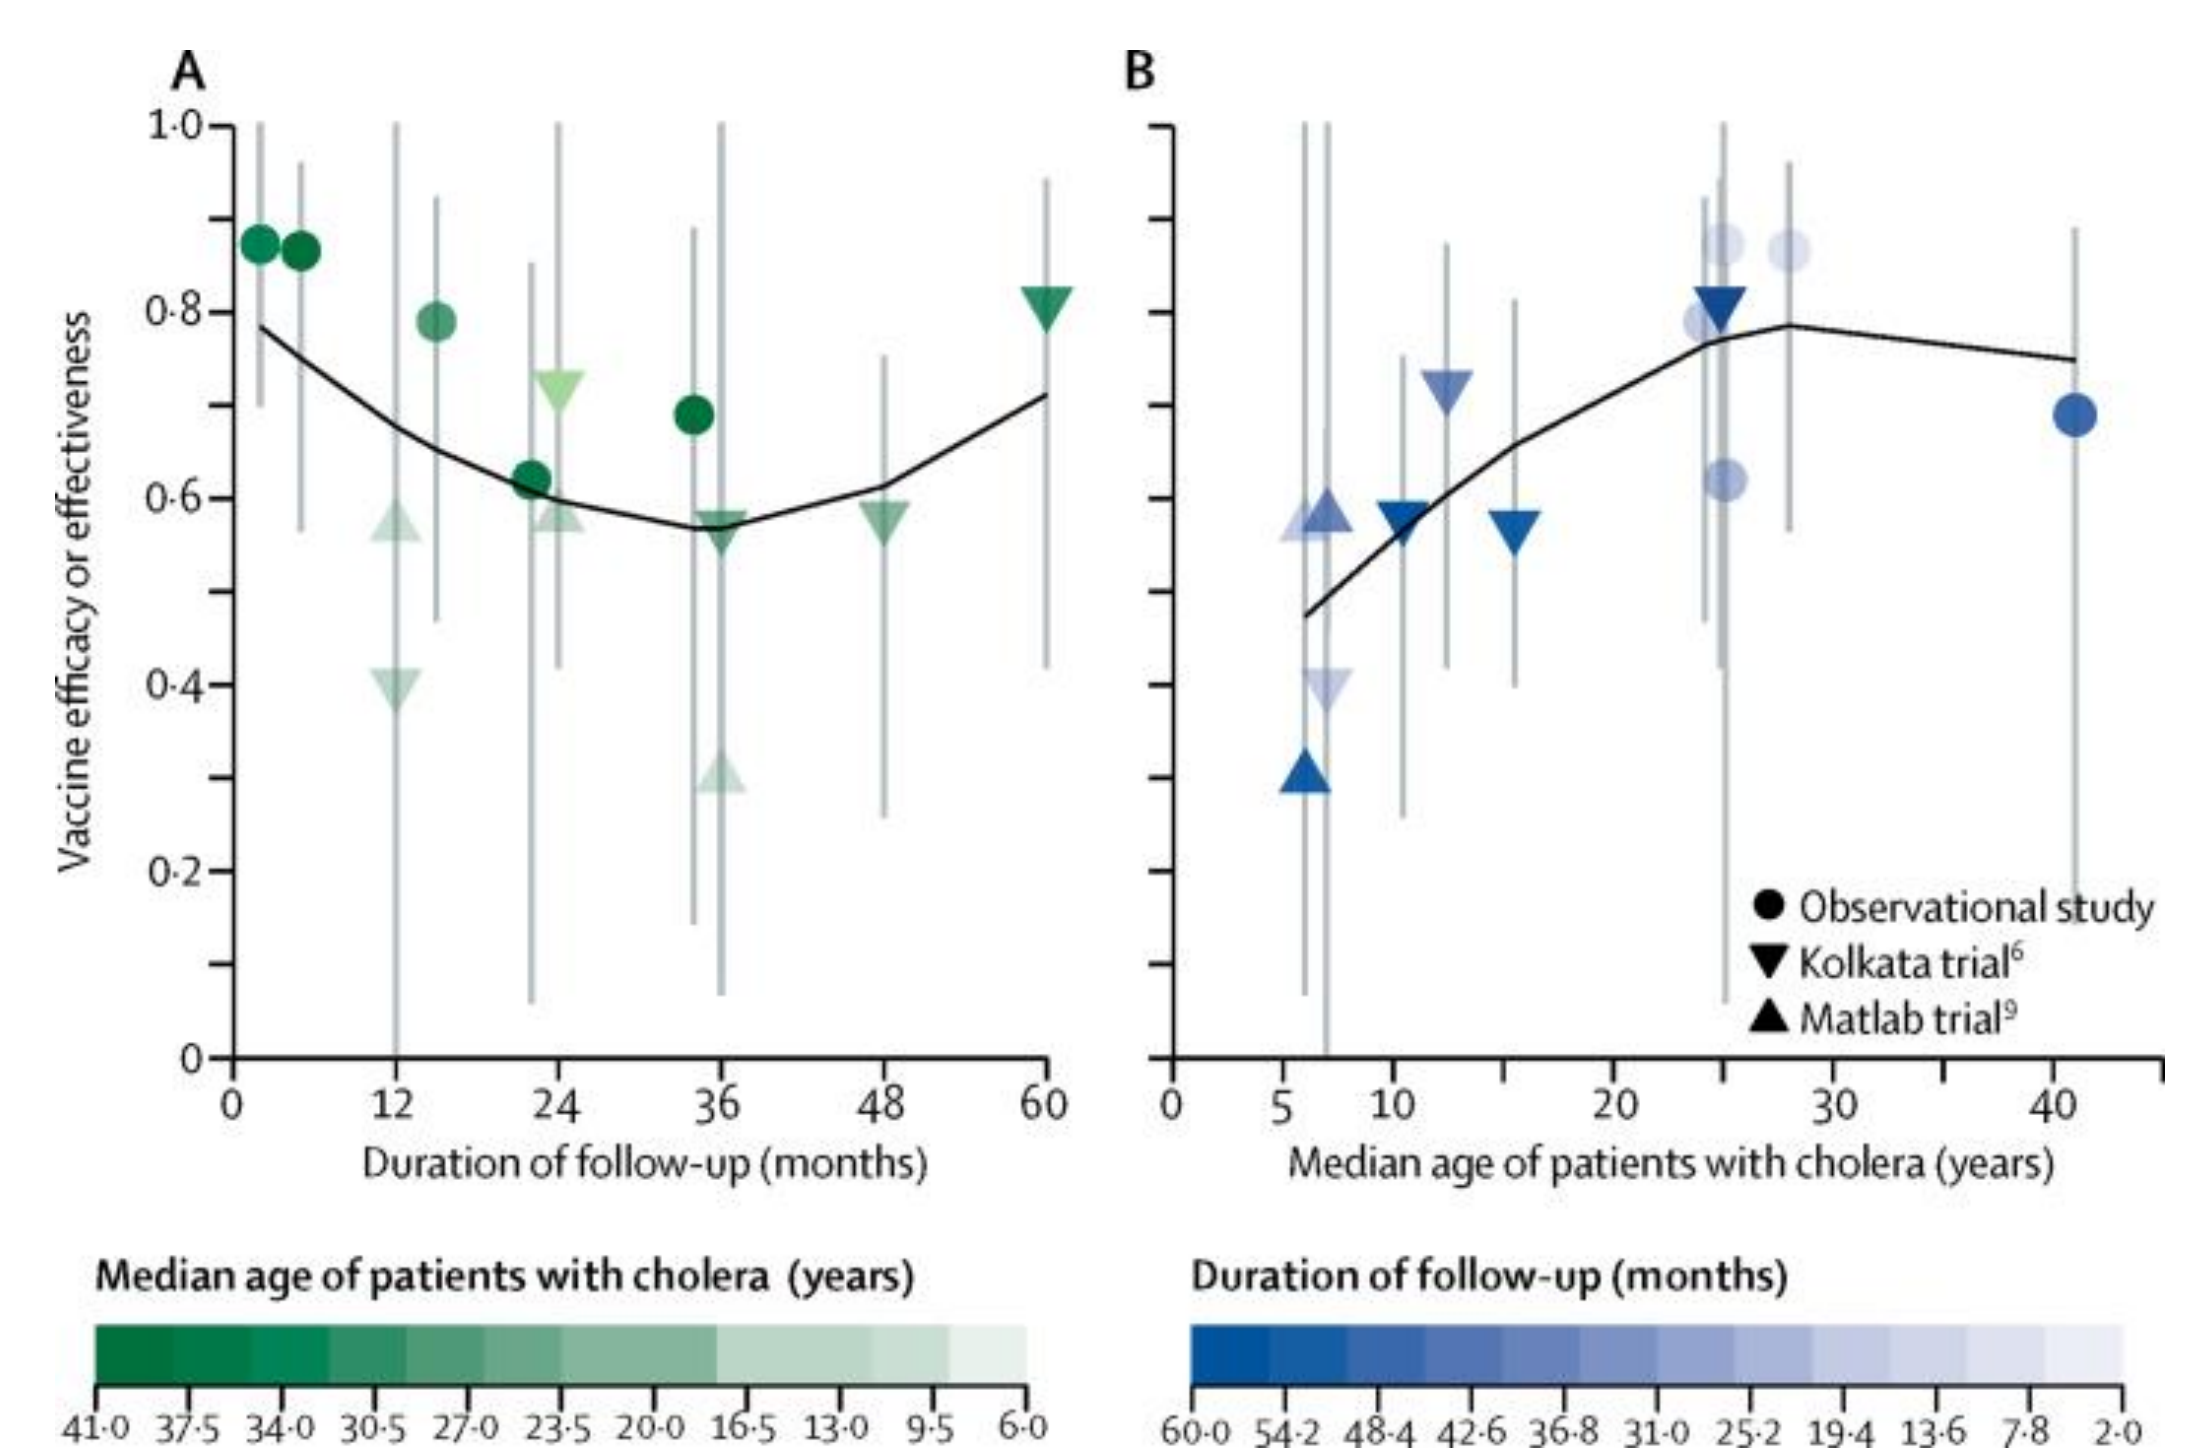 A
B
1·0
0·8
0·6
0·4
0·2
0
Vaccine efficacy or effectiveness
0 12 24 36 48 60
Duration of follow-up (months)
Observational study
Kolkata trial⁶
Matlab trial⁹
0 5 10 20 30 40
Median age of patients with cholera (years)
Median age of patients with cholera (years)
41·0 37·5 34·0 30·5 27·0 23·5 20·0 16·5 13·0 9·5 6·0
Duration of follow-up (months)
60·0 54·2 48·4 42·6 36·8 31·0 25·2 19·4 13·6 7·8 2·0